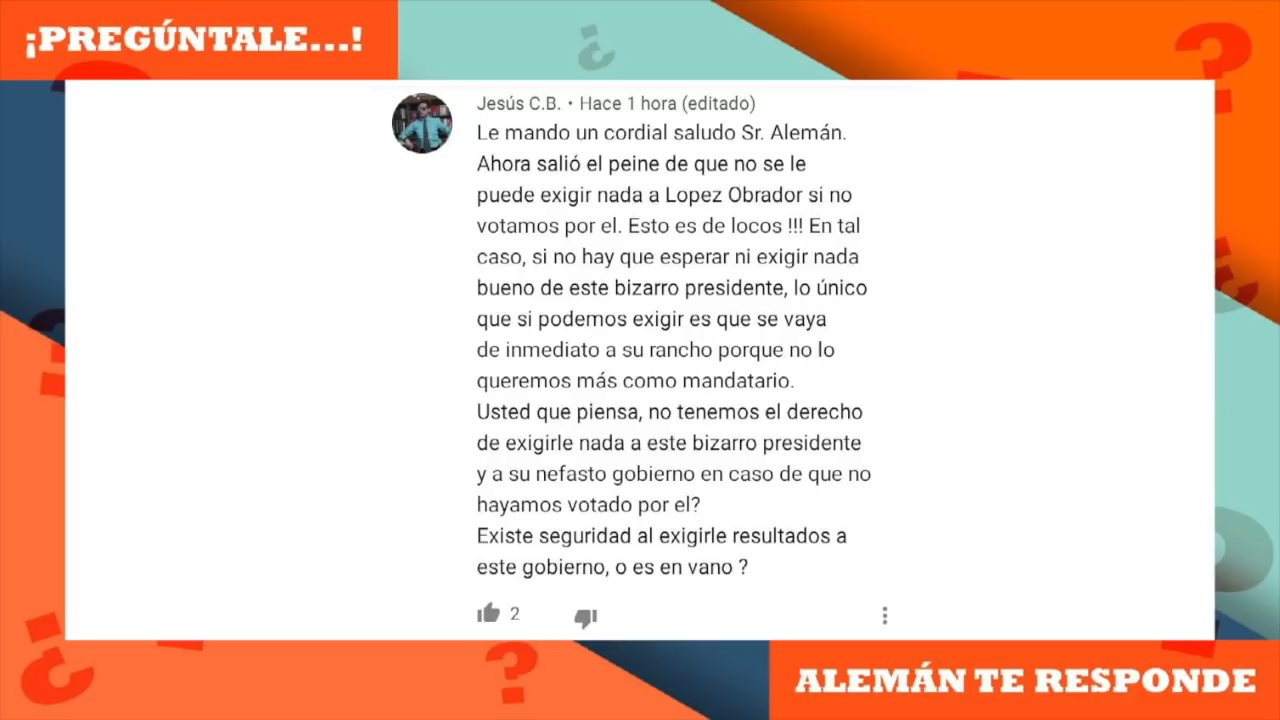 ¡PREGÚNTALE...!
Jesús C.B. • Hace 1 hora (editado)
Le mando un cordial saludo Sr. Alemán.
Ahora salió el peine de que no se le
puede exigir nada a Lopez Obrador si no
votamos por el. Esto es de locos !!! En tal
caso, si no hay que esperar ni exigir nada
bueno de este bizarro presidente, lo único
que si podemos exigir es que se vaya
de inmediato a su rancho porque no lo
queremos más como mandatario.
Usted que piensa, no tenemos el derecho
de exigirle nada a este bizarro presidente
y a su nefasto gobierno en caso de que no
hayamos votado por el?
Existe seguridad al exigirle resultados a
este gobierno, o es en vano ?
2
ALEMÁN TE RESPONDE